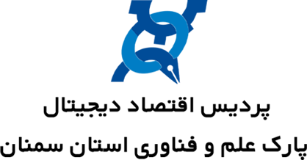 پردیس اقتصاد دیجیتال
پارک علم و فناوری استان سمنان